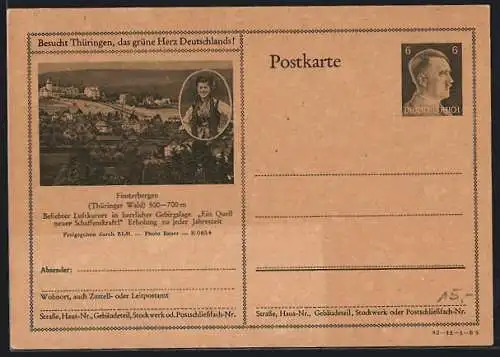 Besucht Thüringen, das grüne Herz Deutschlands!
Finsterbergen
(Thüringer Wald) 500—700 m
Beliebter Luftkurort in herrlicher Gebirgslage. „Ein Quell
neuer Schaffenskraft!" Erholung zu jeder Jahreszeit
Freigegeben durch RLM. — Photo Bauer —
Absender:
Wohnort, auch Zustell- oder Leitpostamt
Straße, Haus-Nr., Gebäudeteil, Stockwerk od. Postschließfach-Nr.
Postkarte
6 6
DEUTSCHES REICH
15,-
Straße, Haus-Nr., Gebäudeteil, Stockwerk oder Postschließfach-Nr.